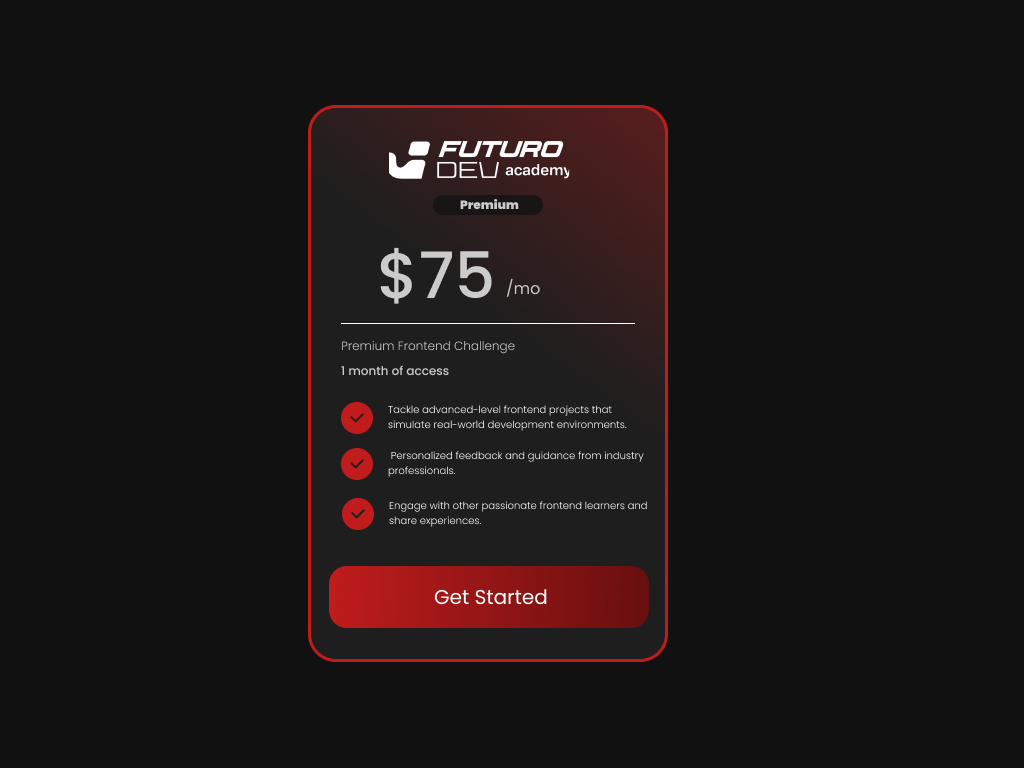 FUTURO
DEV academy
Premium
$75 /mo
Premium Frontend Challenge
1 month of access
Tackle advanced-level frontend projects that
simulate real-world development environments.
Personalized feedback and guidance from industry
professionals.
Engage with other passionate frontend learners and
share experiences.
Get Started